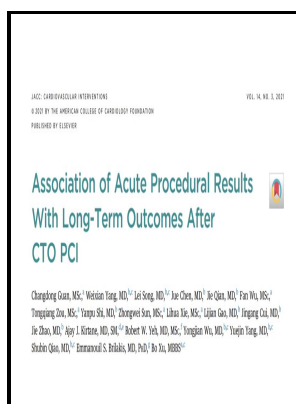 JACC: CARDIOVASCULAR INTERVENTIONS VOL. 14, NO. 3, 2021
© 2021 BY THE AMERICAN COLLEGE OF CARDIOLOGY FOUNDATION
PUBLISHED BY ELSEVIER
Association of Acute Procedural Results
With Long-Term Outcomes After
CTO PCI
Changdong Guan, MSc,a Weixian Yang, MD,b,c Lei Song, MD,b,c Jue Chen, MD,b Jie Qian, MD,b Fan Wu, MSc,a
Tongqiang Zou, MSc,a Yanpu Shi, MD,b Zhongwei Sun, MSc,a Lihua Xie, MSc,a Lijian Gao, MD,b Jingang Cui, MD,b
Jie Zhao, MD,b Ajay J. Kirtane, MD, SM,d,e Robert W. Yeh, MD, MSc,f Yongjian Wu, MD,b,c Yuejin Yang, MD,b,c
Shubin Qiao, MD,b,c Emmanouil S. Brilakis, MD, PhD,g Bo Xu, MBBSa,c